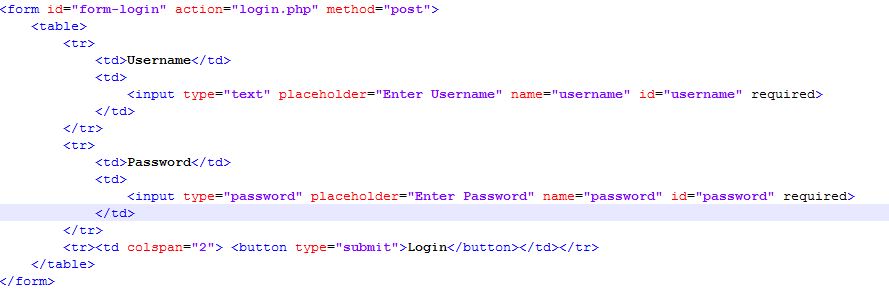 <form id="form-login" action="login.php" method="post">
<table>
<tr>
<td>Username</td>
<td>
<input type="text" placeholder="Enter Username" name="username" id="username" required>
</td>
</tr>
<tr>
<td>Password</td>
<td>
<input type="password" placeholder="Enter Password" name="password" id="password" required>
</td>
</tr>
<tr><td colspan="2"> <button type="submit">Login</button></td></tr>
</table>
</form>